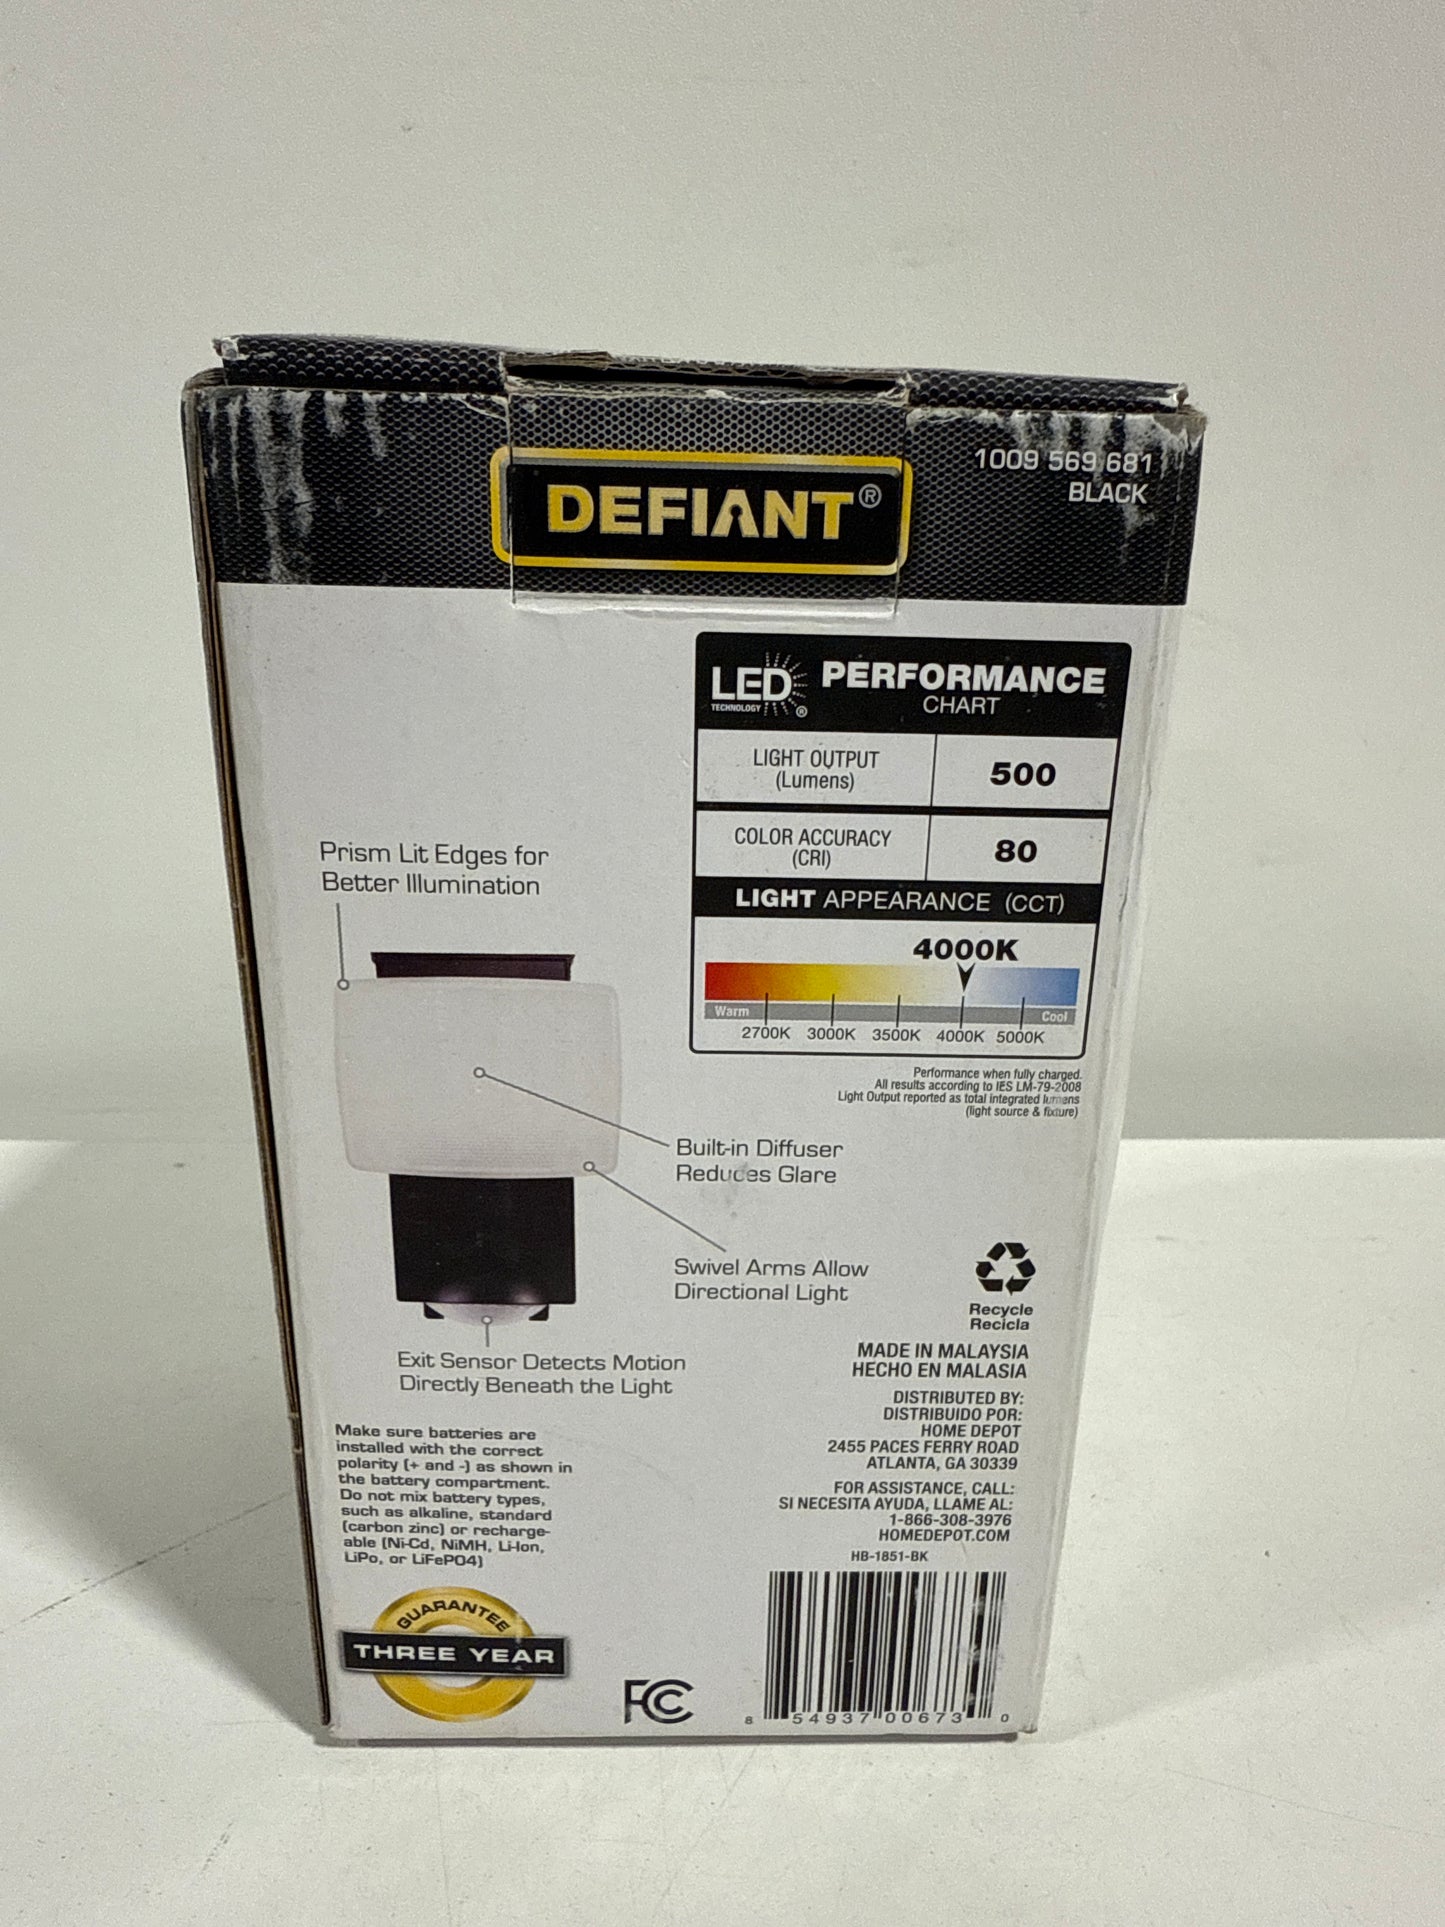 DEFIANT®
1009 569 681
BLACK
LED
TECHNOLOGY ®
PERFORMANCE
CHART
LIGHT OUTPUT
(Lumens)
500
COLOR ACCURACY
(CRI)
80
LIGHT APPEARANCE (CCT)
4000K
Warm
Cool
2700K 3000K 3500K 4000K 5000K
Performance when fully charged.
All results according to IES LM-79-2008
Light Output reported as total integrated lumens
(light source & fixture)
Prism Lit Edges for
Better Illumination
Built-in Diffuser
Reduces Glare
Swivel Arms Allow
Directional Light
Exit Sensor Detects Motion
Directly Beneath the Light
Recycle
Recicla
MADE IN MALAYSIA
HECHO EN MALASIA
DISTRIBUTED BY:
DISTRIBUIDO POR:
HOME DEPOT
2455 PACES FERRY ROAD
ATLANTA, GA 30339
FOR ASSISTANCE, CALL:
SI NECESITA AYUDA, LLAME AL:
1-866-308-3976
HOMEDEPOT.COM
HB-1851-BK
Make sure batteries are
installed with the correct
polarity (+ and -) as shown in
the battery compartment.
Do not mix battery types,
such as alkaline, standard
(carbon zinc) or recharge-
able (Ni-Cd, NiMH, Li-Ion,
LiPo, or LiFePO4)
GUARANTEE
THREE YEAR
FC
8 54937 00673 0